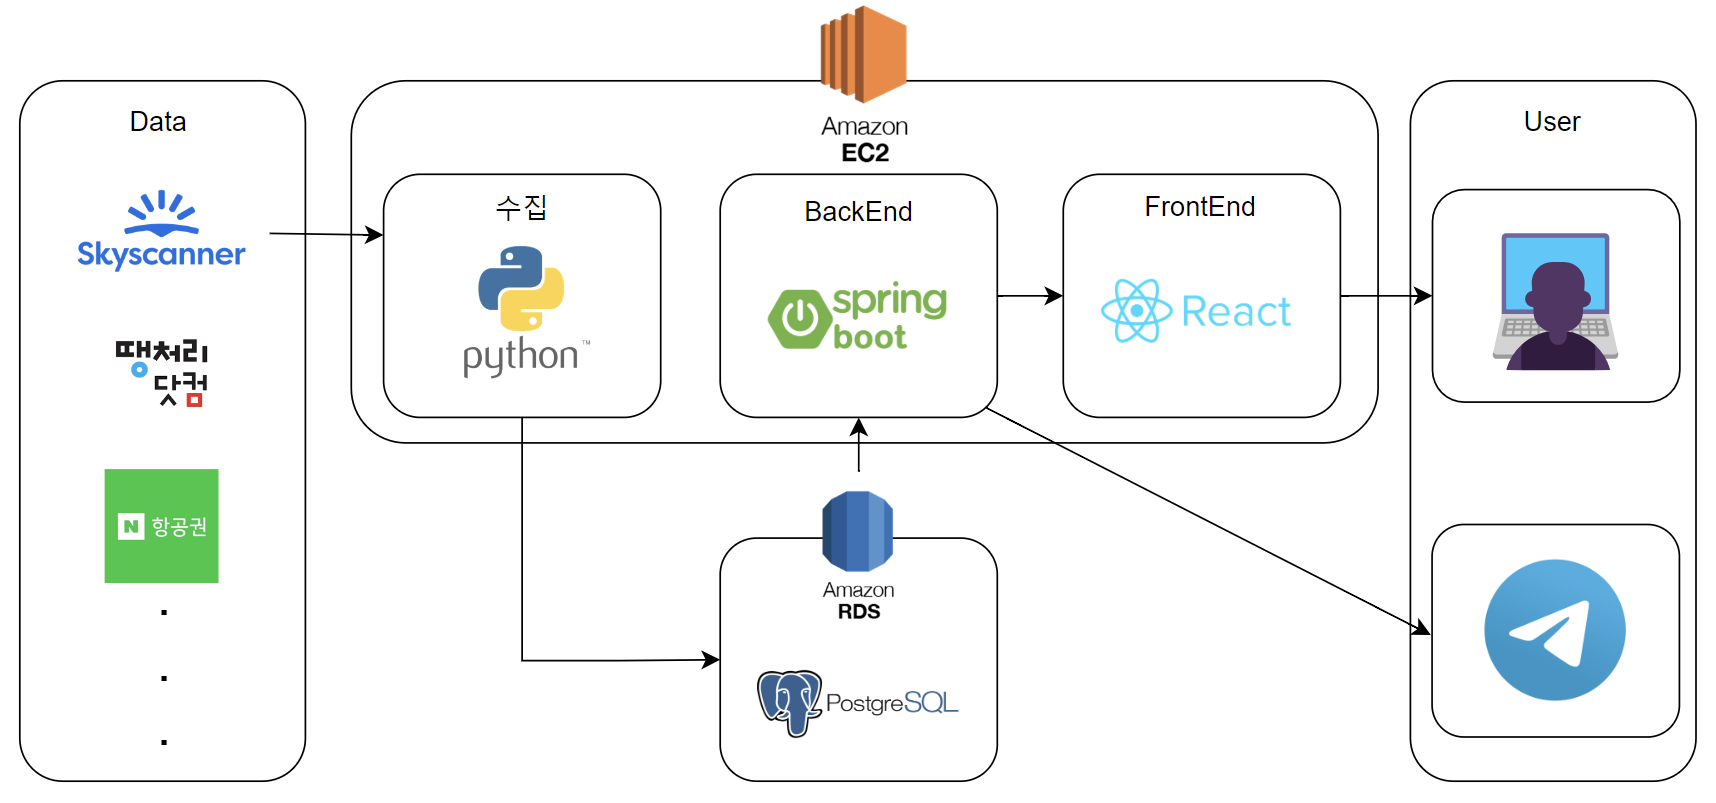 Data
Skyscanner
땡처리
닷컴
N 항공권
Amazon
EC2
수집
python™
BackEnd
spring
boot
FrontEnd
React
Amazon
RDS
PostgreSQL
User